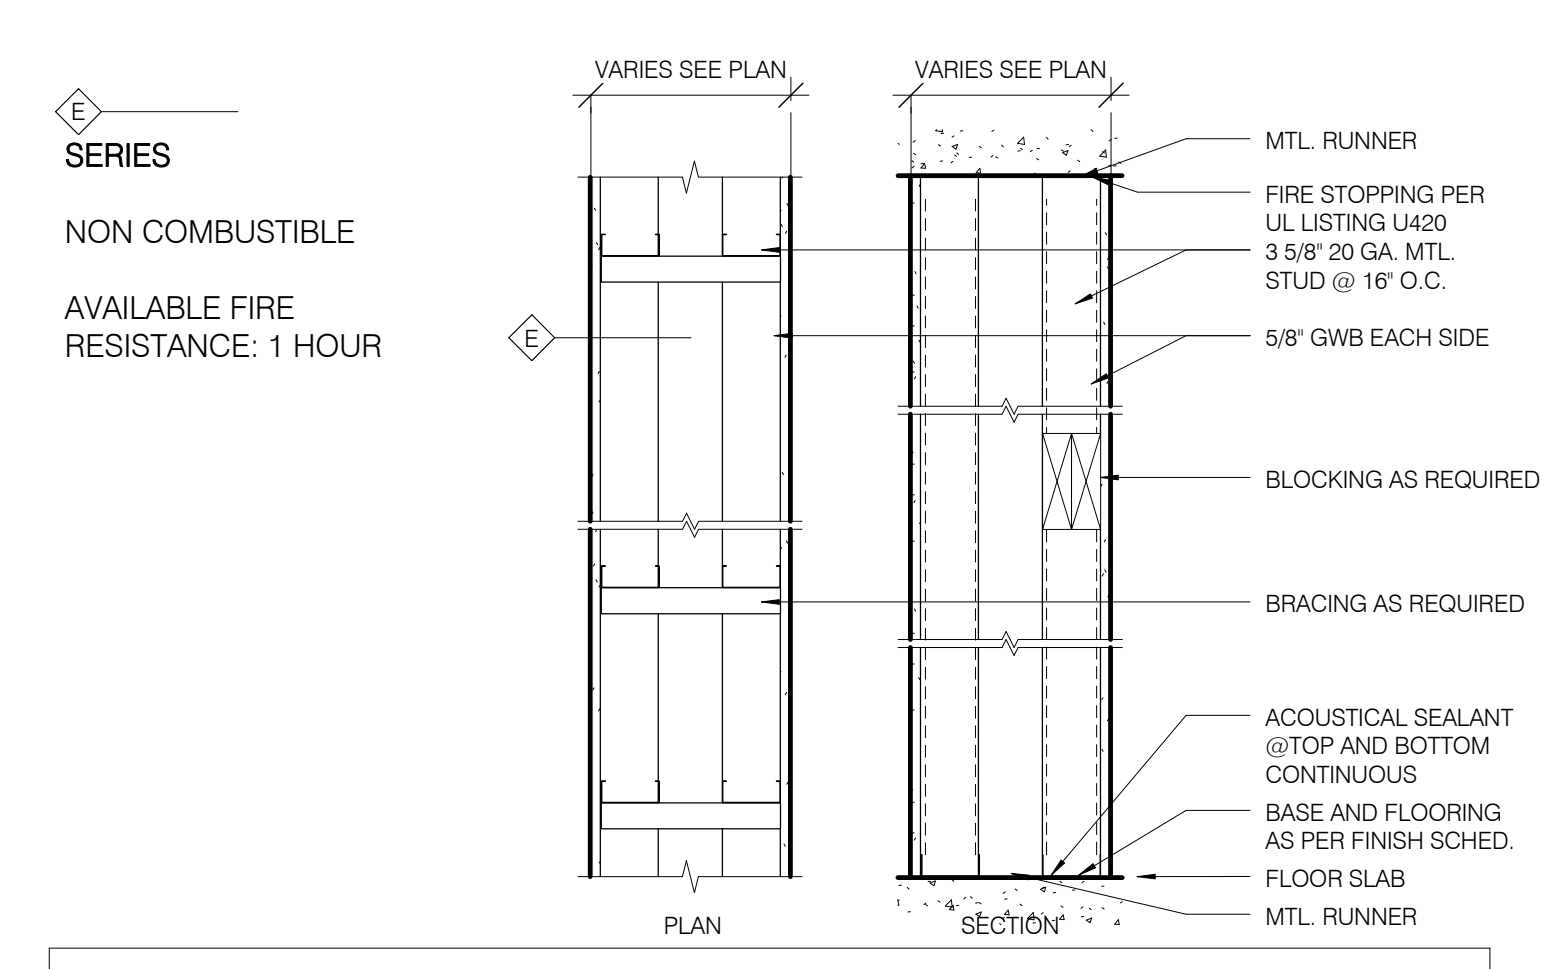 VARIES SEE PLAN
VARIES SEE PLAN
E
SERIES
NON COMBUSTIBLE
AVAILABLE FIRE
RESISTANCE: 1 HOUR
E
MTL. RUNNER
FIRE STOPPING PER
UL LISTING U420
3 5/8" 20 GA. MTL.
STUD @ 16" O.C.
5/8" GWB EACH SIDE
BLOCKING AS REQUIRED
BRACING AS REQUIRED
ACOUSTICAL SEALANT
@TOP AND BOTTOM
CONTINUOUS
BASE AND FLOORING
AS PER FINISH SCHED.
FLOOR SLAB
MTL. RUNNER
PLAN
SECTION